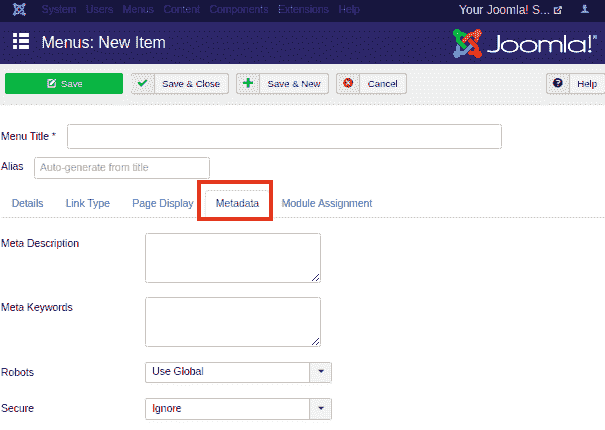 System Users Menus Content Components Extensions Help Your Joomla! S...
Menus: New Item Joomla!®
Save Save & Close Save & New Cancel Help
Menu Title *
Alias Auto-generate from title
Details Link Type Page Display Metadata Module Assignment
Meta Description
Meta Keywords
Robots Use Global
Secure Ignore